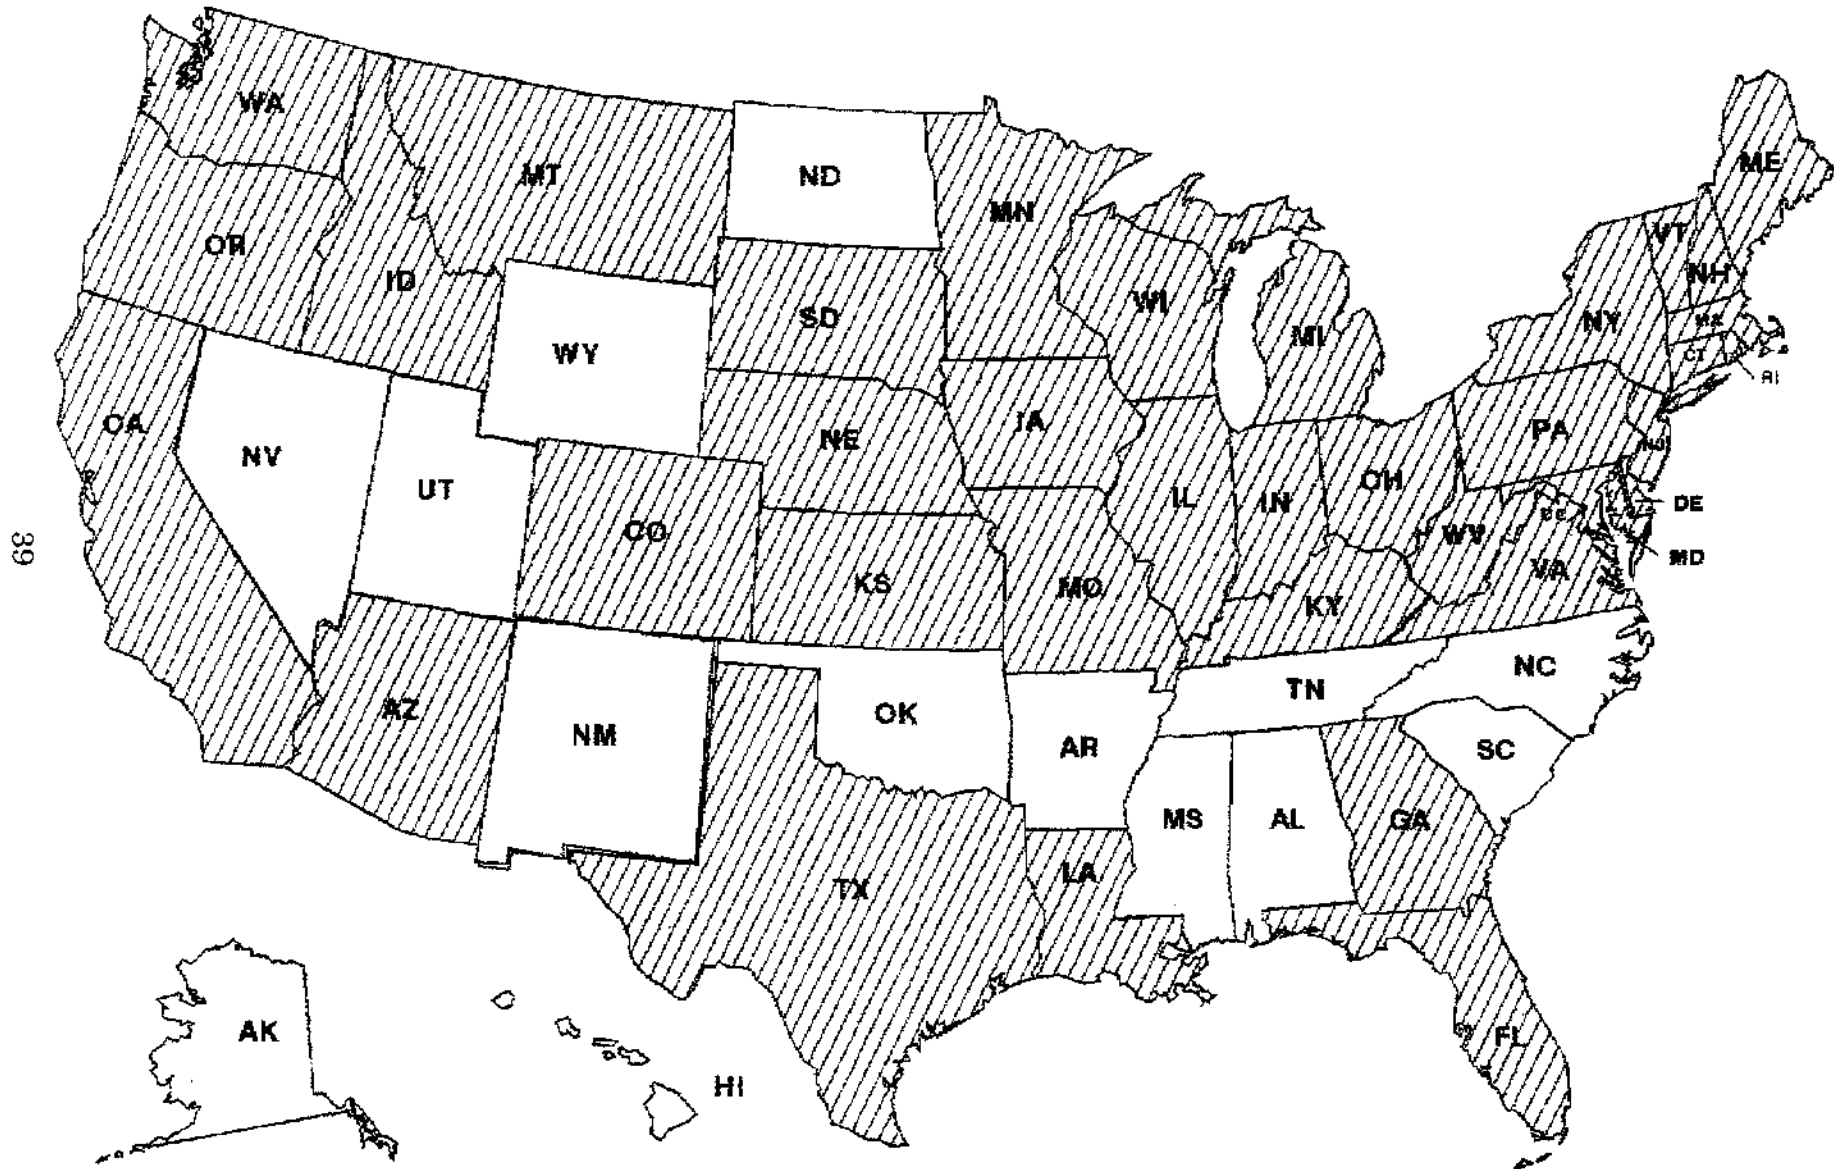 WA
MT
ND
MN
ME
OR
ID
SD
WI
MI
VT
NH
NY
MA
CT
RI
WY
CA
NV
UT
NE
IA
PA
NJ
IL
IN
OH
DE
CO
KS
MO
WV
VA
MD
DC
KY
39
AZ
NM
OK
AR
TN
NC
SC
MS
AL
GA
LA
TX
FL
AK
HI